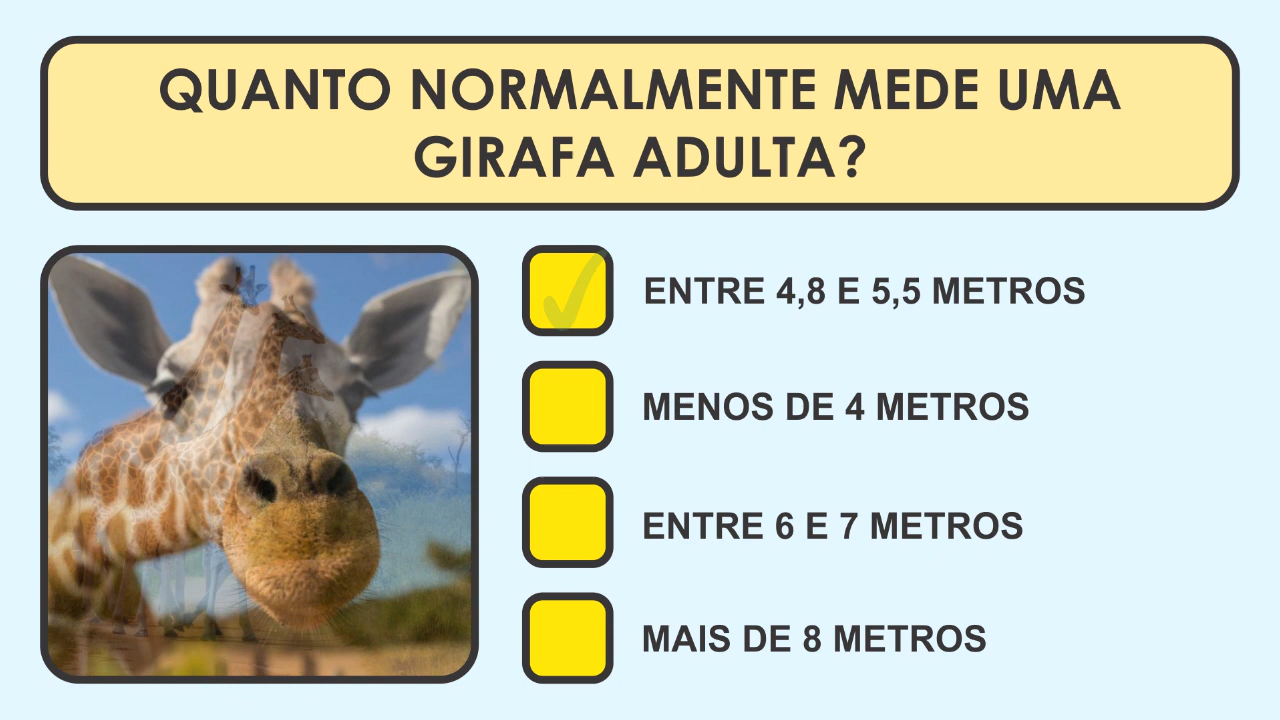 QUANTO NORMALMENTE MEDE UMA
GIRAFA ADULTA?
ENTRE 4,8 E 5,5 METROS
MENOS DE 4 METROS
ENTRE 6 E 7 METROS
MAIS DE 8 METROS